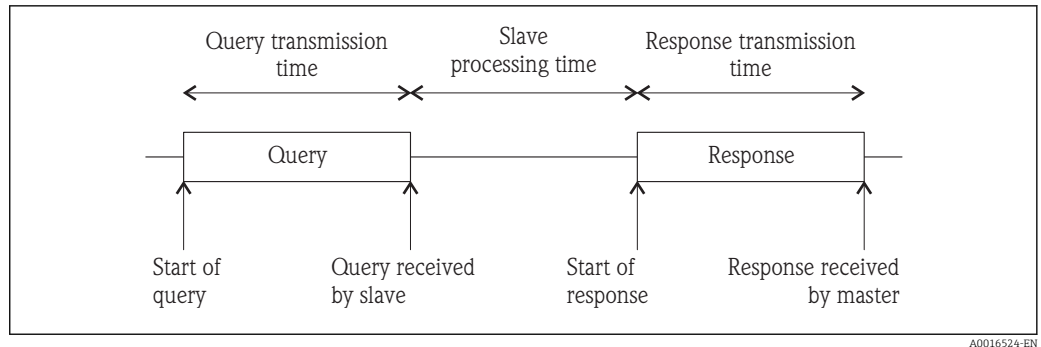 Query transmission
time
Slave
processing time
Response transmission
time
Query
Response
Start of
query
Query received
by slave
Start of
response
Response received
by master
A0016524-EN